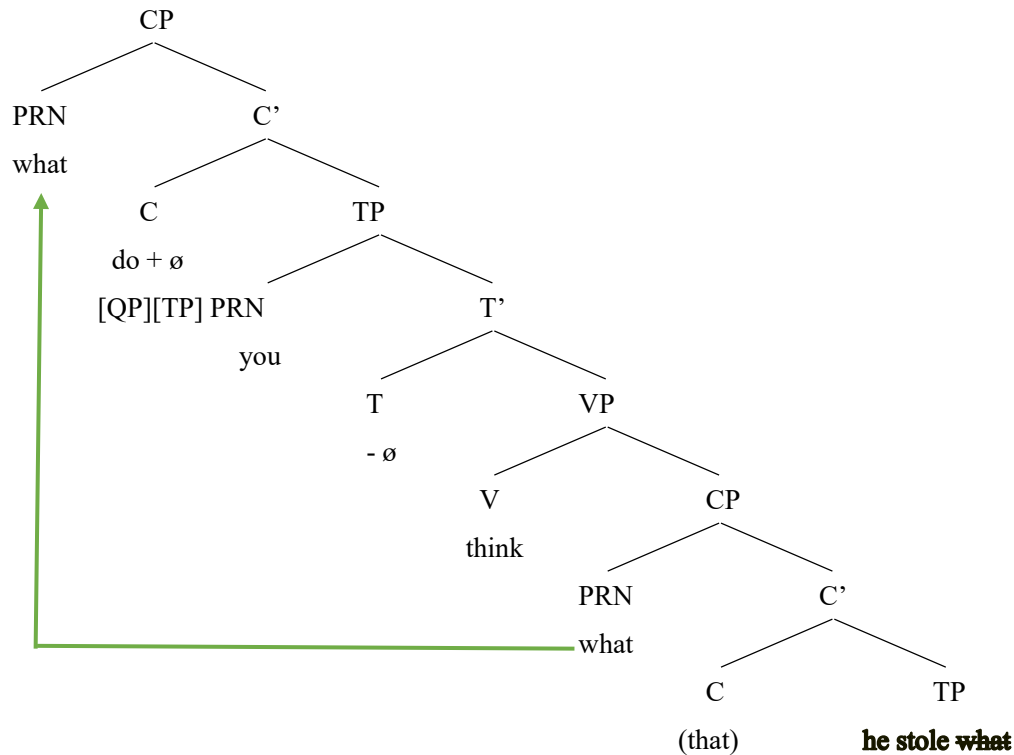 CP
PRN C’
what
C TP
do + ø
[QP][TP] PRN T’
you
T VP
- ø
V CP
think
PRN C’
what
C TP
(that) he stole what